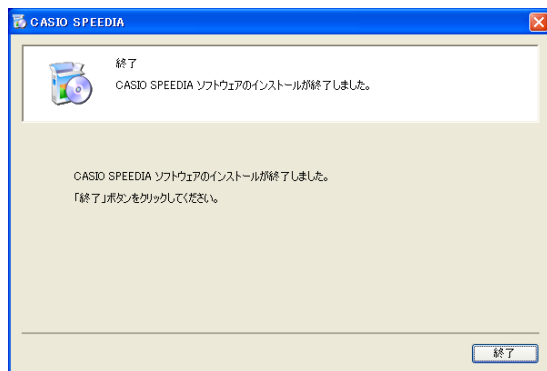 CASIO SPEEDIA
終了
CASIO SPEEDIA ソフトウェアのインストールが終了しました。
CASIO SPEEDIA ソフトウェアのインストールが終了しました。
「終了」ボタンをクリックしてください。
終了